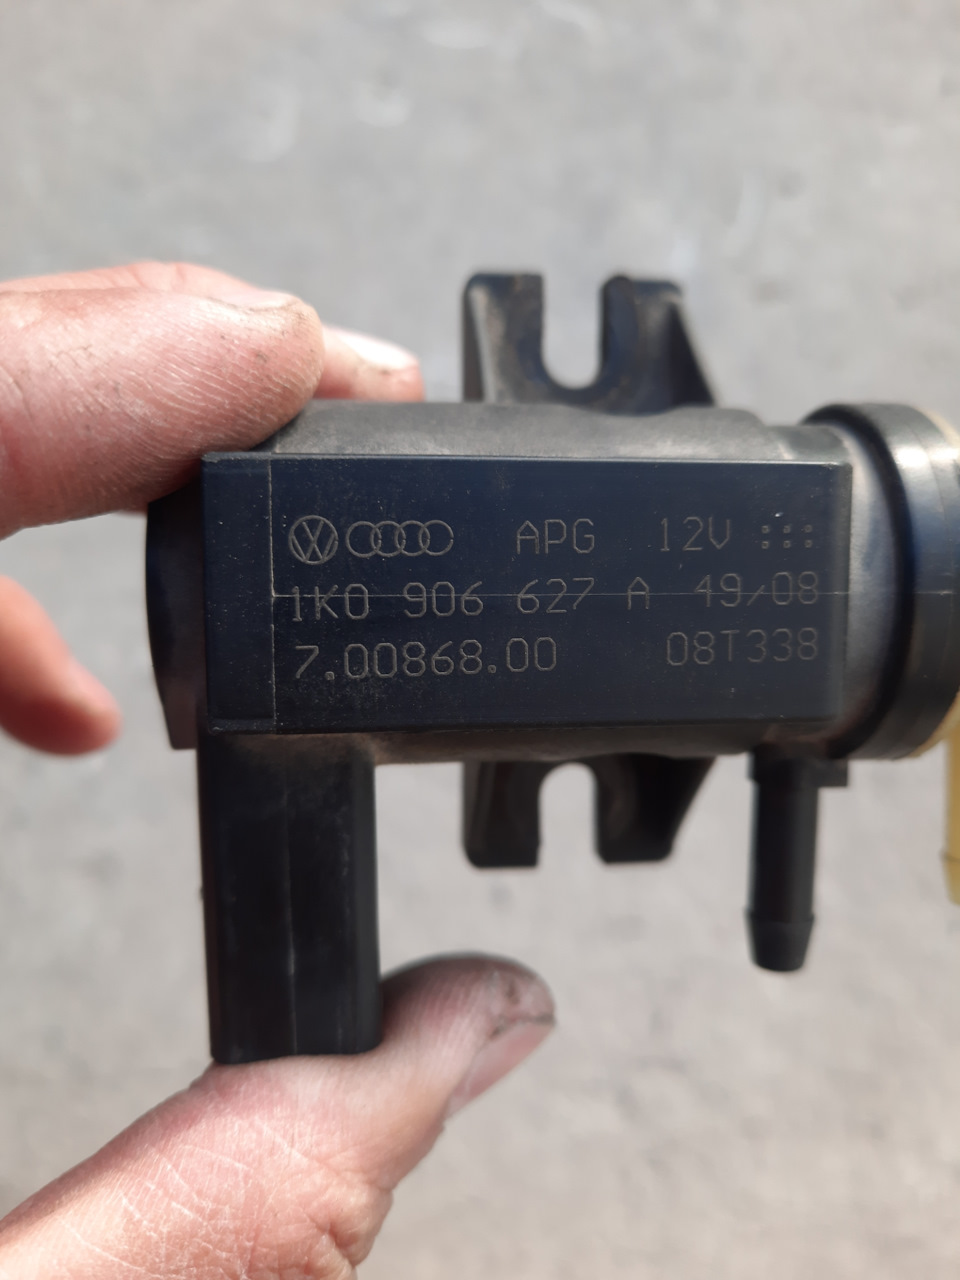 APG 12V
1K0 906 627 A 49/08
7.00868.00 08T338